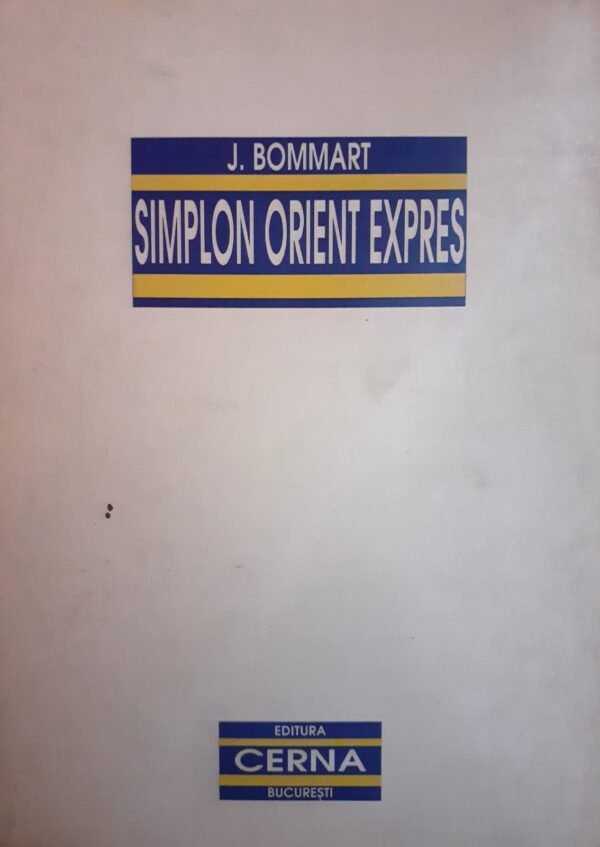 J. BOMMART
SIMPLON ORIENT EXPRES
EDITURA
CERNA
BUCUREȘTI